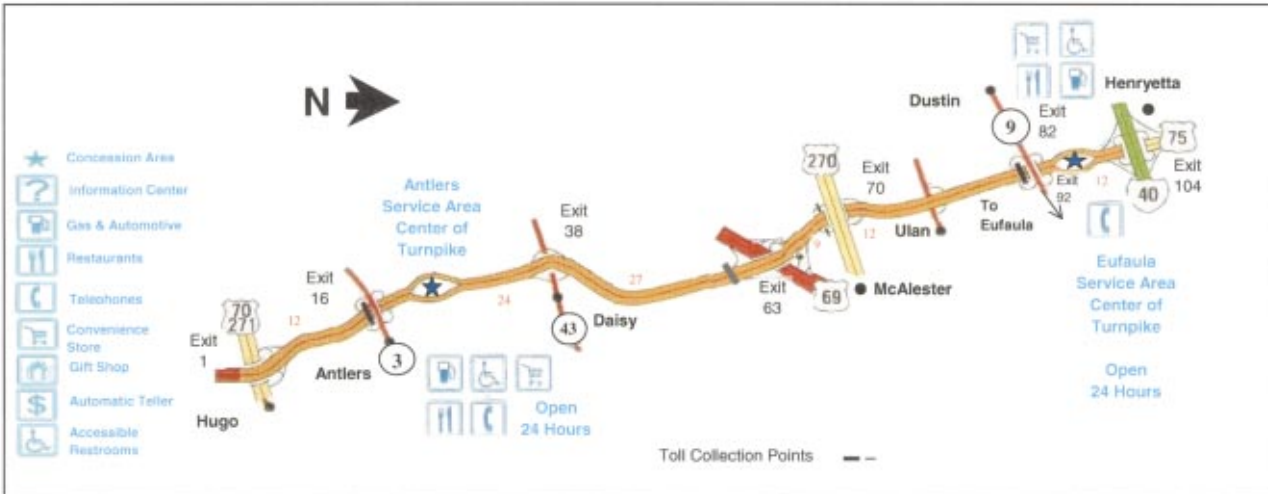 N
Concession Area
Information Center
Gas & Automotive
Restaurants
Teleohones
Convenience
Store
Gift Shop
$
Automatic Teller
Accessible
Restrooms
Exit
1
70
271
Hugo
12
Exit
16
Antlers
3
Antlers
Service Area
Center of
Turnpike
24
Exit
38
43
Daisy
Open
24 Hours
27
Exit
63
69
9
270
McAlester
Exit
70
12
Ulan
Dustin
9
Exit
82
To
Eufaula
Exit
92
12
Henryetta
75
Exit
104
40
Eufaula
Service Area
Center of
Turnpike
Open
24 Hours
Toll Collection Points